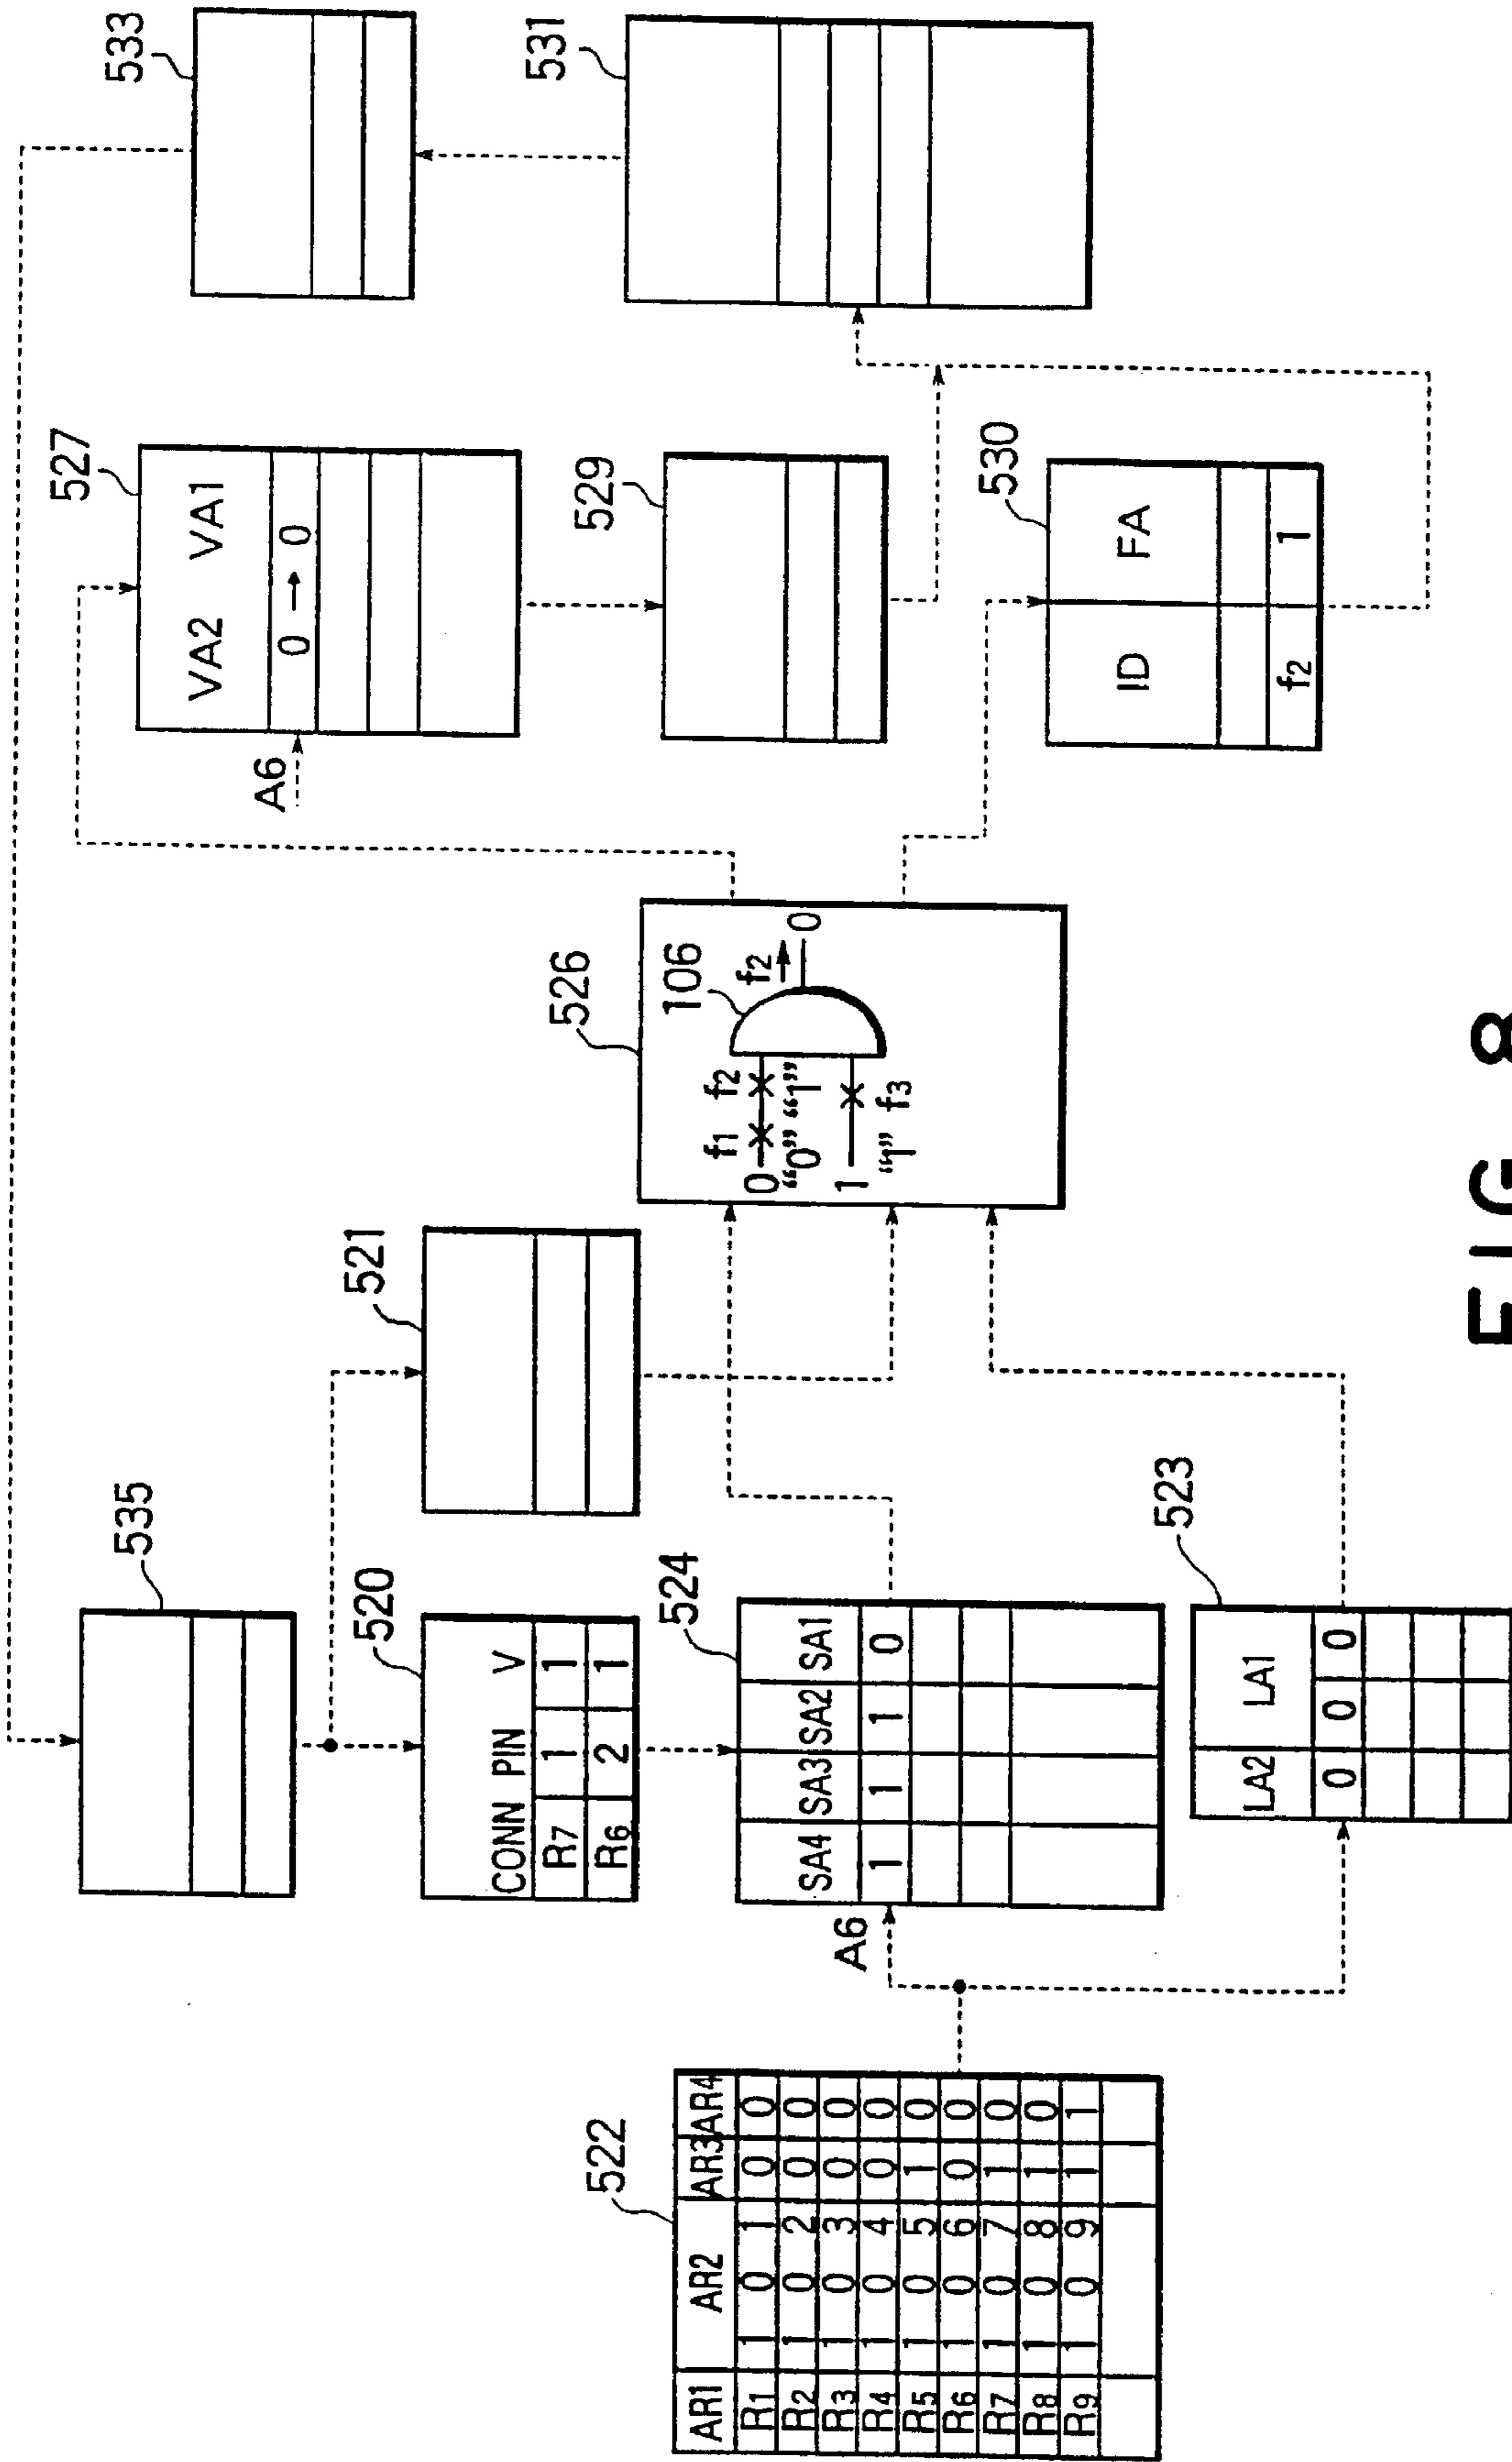 533
531
527
VA2 VA1
0 → 0
A6
529
530
ID FA
f2 1
526
106
f1 f2 f2
0 0
"0" "1"
1
"1" f3
521
535
520
CONN PIN V
R7 1 1
R6 2 1
524
SA4 SA3 SA2 SA1
1 1 1 0
A6
523
LA2 LA1
0 0 0
522
AR1 AR2 AR3 AR4
R1 1 0 1 0 0
R2 1 0 2 0 0
R3 1 0 3 0 0
R4 1 0 4 0 0
R5 1 0 5 1 0
R6 1 0 6 0 0
R7 1 0 7 1 0
R8 1 0 8 1 0
R9 1 0 9 1 1
FIG. 8